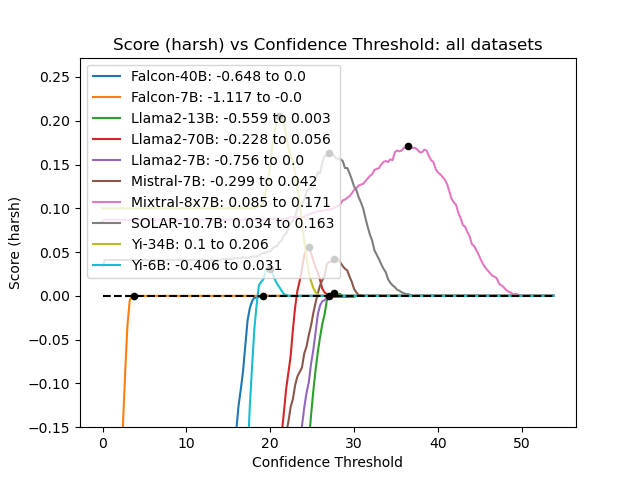 Score (harsh) vs Confidence Threshold: all datasets
Score (harsh)
0.25
0.20
0.15
0.10
0.05
0.00
−0.05
−0.10
−0.15
Falcon-40B: -0.648 to 0.0
Falcon-7B: -1.117 to -0.0
Llama2-13B: -0.559 to 0.003
Llama2-70B: -0.228 to 0.056
Llama2-7B: -0.756 to 0.0
Mistral-7B: -0.299 to 0.042
Mixtral-8x7B: 0.085 to 0.171
SOLAR-10.7B: 0.034 to 0.163
Yi-34B: 0.1 to 0.206
Yi-6B: -0.406 to 0.031
0 10 20 30 40 50
Confidence Threshold